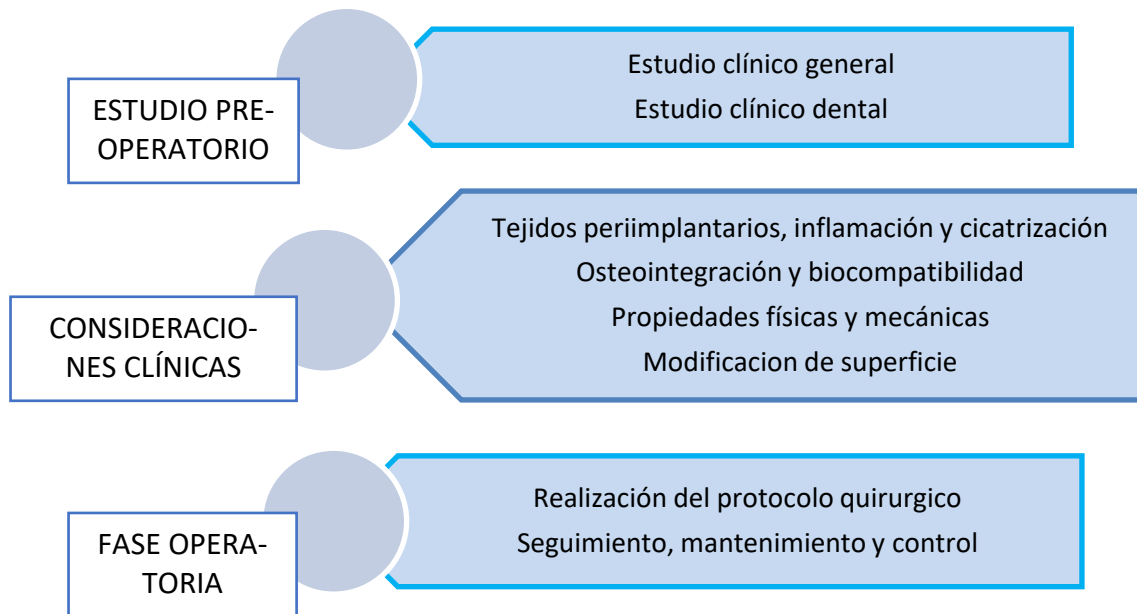 ESTUDIO PRE-
OPERATORIO
Estudio clínico general
Estudio clínico dental
CONSIDERACIO-
NES CLÍNICAS
Tejidos periimplantarios, inflamación y cicatrización
Osteointegración y biocompatibilidad
Propiedades físicas y mecánicas
Modificacion de superficie
FASE OPERA-
TORIA
Realización del protocolo quirurgico
Seguimiento, mantenimiento y control